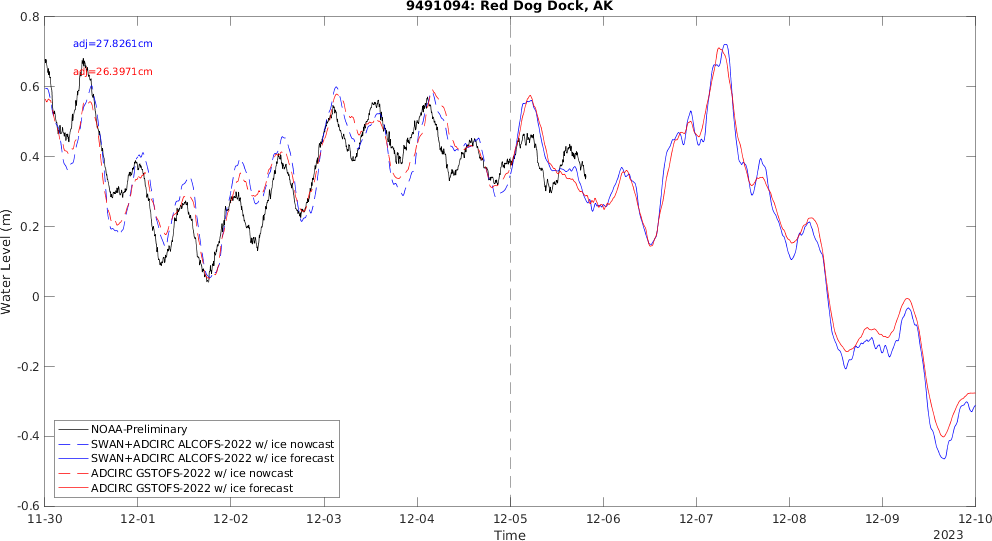 9491094: Red Dog Dock, AK
adj=27.8261cm
adj=26.3971cm
Water Level (m)
0.8
0.6
0.4
0.2
0
-0.2
-0.4
-0.6
NOAA-Preliminary
SWAN+ADCIRC ALCOFS-2022 w/ ice nowcast
SWAN+ADCIRC ALCOFS-2022 w/ ice forecast
ADCIRC GSTOFS-2022 w/ ice nowcast
ADCIRC GSTOFS-2022 w/ ice forecast
11-30 12-01 12-02 12-03 12-04 12-05 12-06 12-07 12-08 12-09 12-10
Time
2023